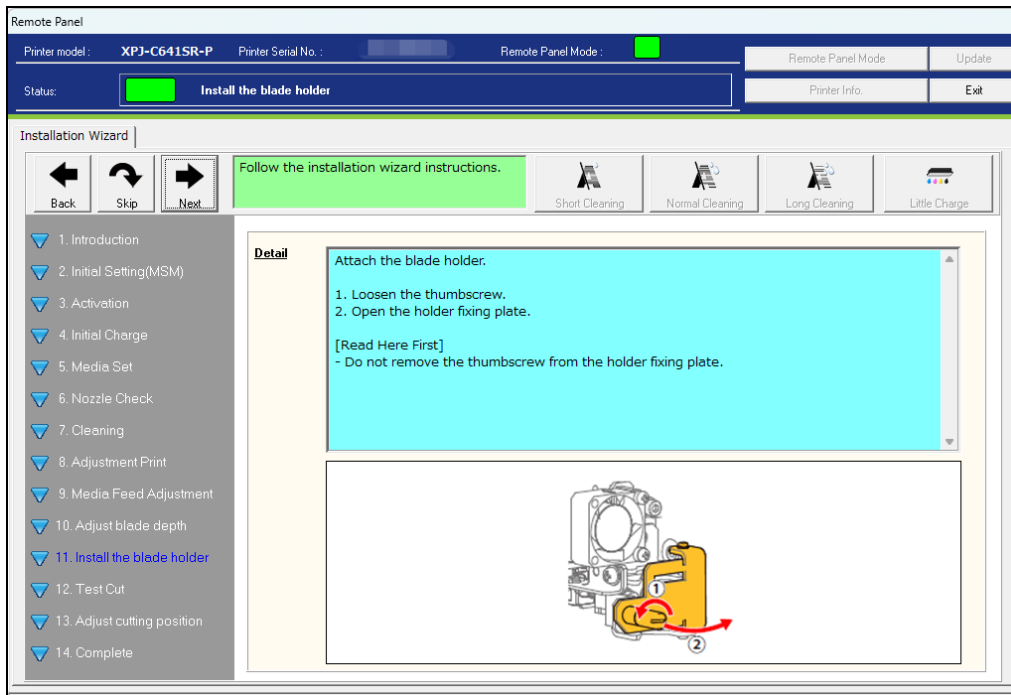 Remote Panel
Printer model : XPJ-C641SR-P Printer Serial No. : Remote Panel Mode :
Remote Panel Mode Update
Status: Install the blade holder
Printer Info. Exit
Installation Wizard
Back Skip Next
Follow the installation wizard instructions.
Short Cleaning Normal Cleaning Long Cleaning Little Charge
1. Introduction
2. Initial Setting(MSM)
3. Activation
4. Initial Charge
5. Media Set
6. Nozzle Check
7. Cleaning
8. Adjustment Print
9. Media Feed Adjustment
10. Adjust blade depth
11. Install the blade holder
12. Test Cut
13. Adjust cutting position
14. Complete
Detail
Attach the blade holder.
1. Loosen the thumbscrew.
2. Open the holder fixing plate.
[Read Here First]
- Do not remove the thumbscrew from the holder fixing plate.
1
2